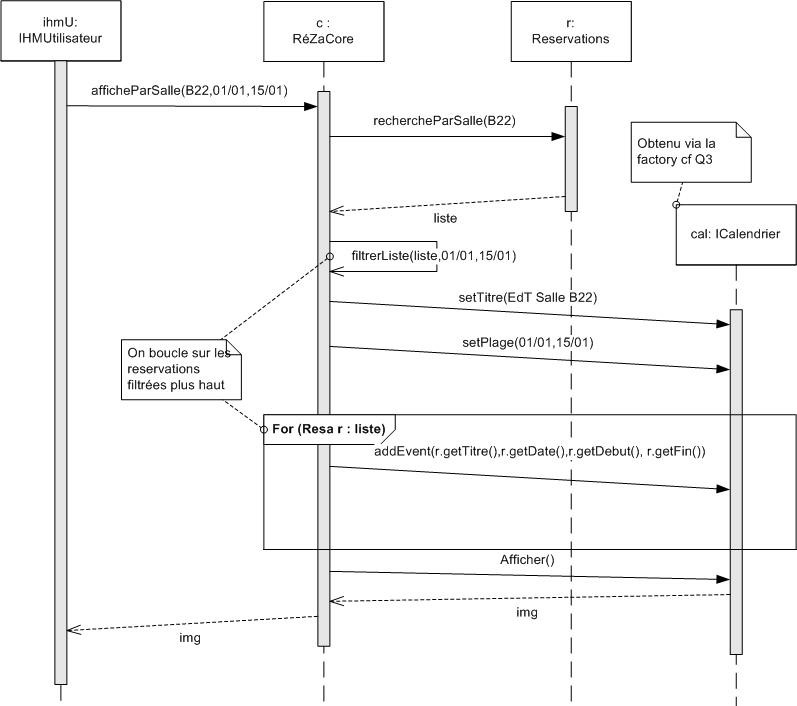 ihmU:
IHMUtilisateur
c :
RéZaCore
r:
Reservations
afficheParSalle(B22,01/01,15/01)
rechercheParSalle(B22)
Obtenu via la
factory cf Q3
liste
cal: ICalendrier
filtrerListe(liste,01/01,15/01)
setTitre(EdT Salle B22)
setPlage(01/01,15/01)
On boucle sur les
reservations
filtrées plus haut
For (Resa r : liste)
addEvent(r.getTitre(),r.getDate(),r.getDebut(), r.getFin())
Afficher()
img
img